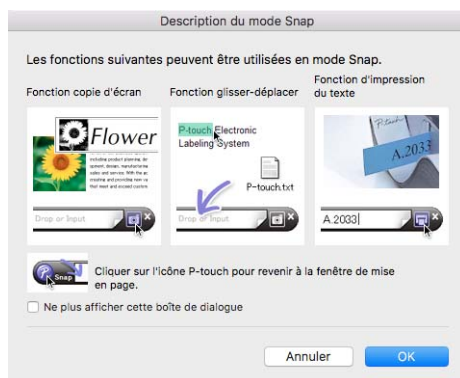 Description du mode Snap
Les fonctions suivantes peuvent être utilisées en mode Snap.
Fonction copie d'écran
Fonction glisser-déplacer
Fonction d'impression
du texte
Flower
Drop or Input
P-touch Electronic
Labeling System
P-touch.txt
Drop or Input
P-touch
A.2033
A.2033
Snap
Cliquer sur l'icône P-touch pour revenir à la fenêtre de mise
en page.
Ne plus afficher cette boîte de dialogue
Annuler
OK